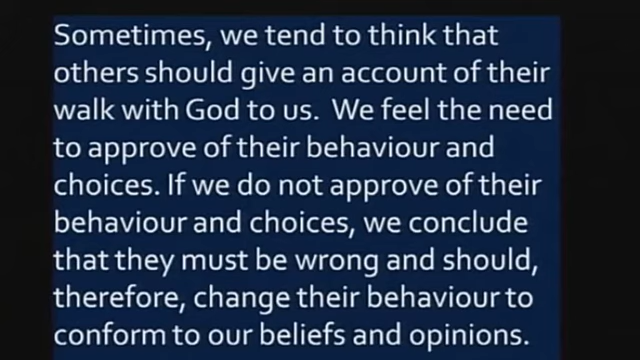 Sometimes, we tend to think that
others should give an account of their
walk with God to us.  We feel the need
to approve of their behaviour and
choices. If we do not approve of their
behaviour and choices, we conclude
that they must be wrong and should,
therefore, change their behaviour to
conform to our beliefs and opinions.